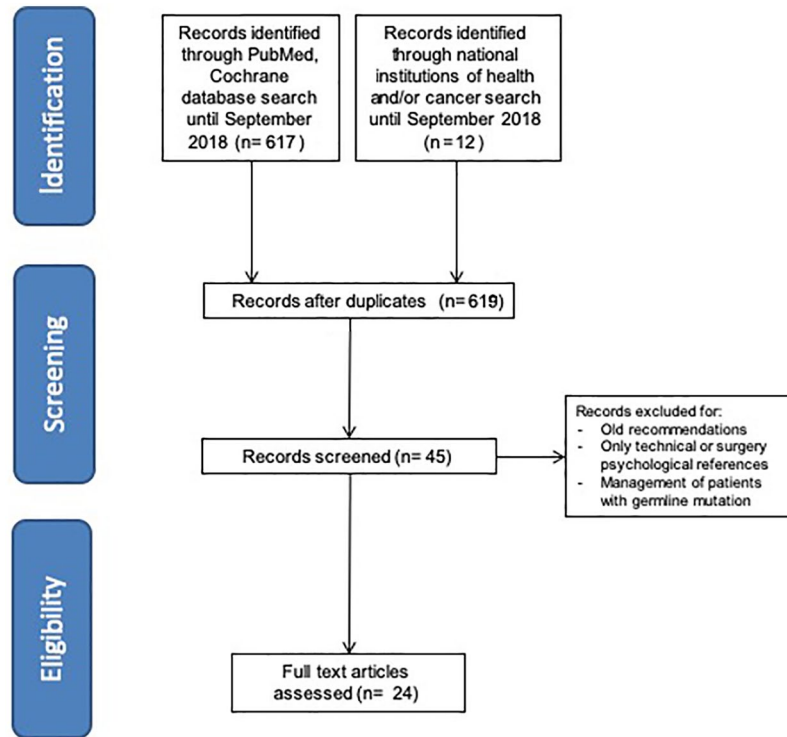 Identification
Records identified
through PubMed,
Cochrane
database search
until September
2018 (n= 617 )
Records identified
through national
institutions of health
and/or cancer search
until September 2018
(n = 12 )
Screening
Records after duplicates (n= 619)
Records screened (n= 45)
Records excluded for:
- Old recommendations
- Only technical or surgery
psychological references
- Management of patients
with germline mutation
Eligibility
Full text articles
assessed (n= 24)